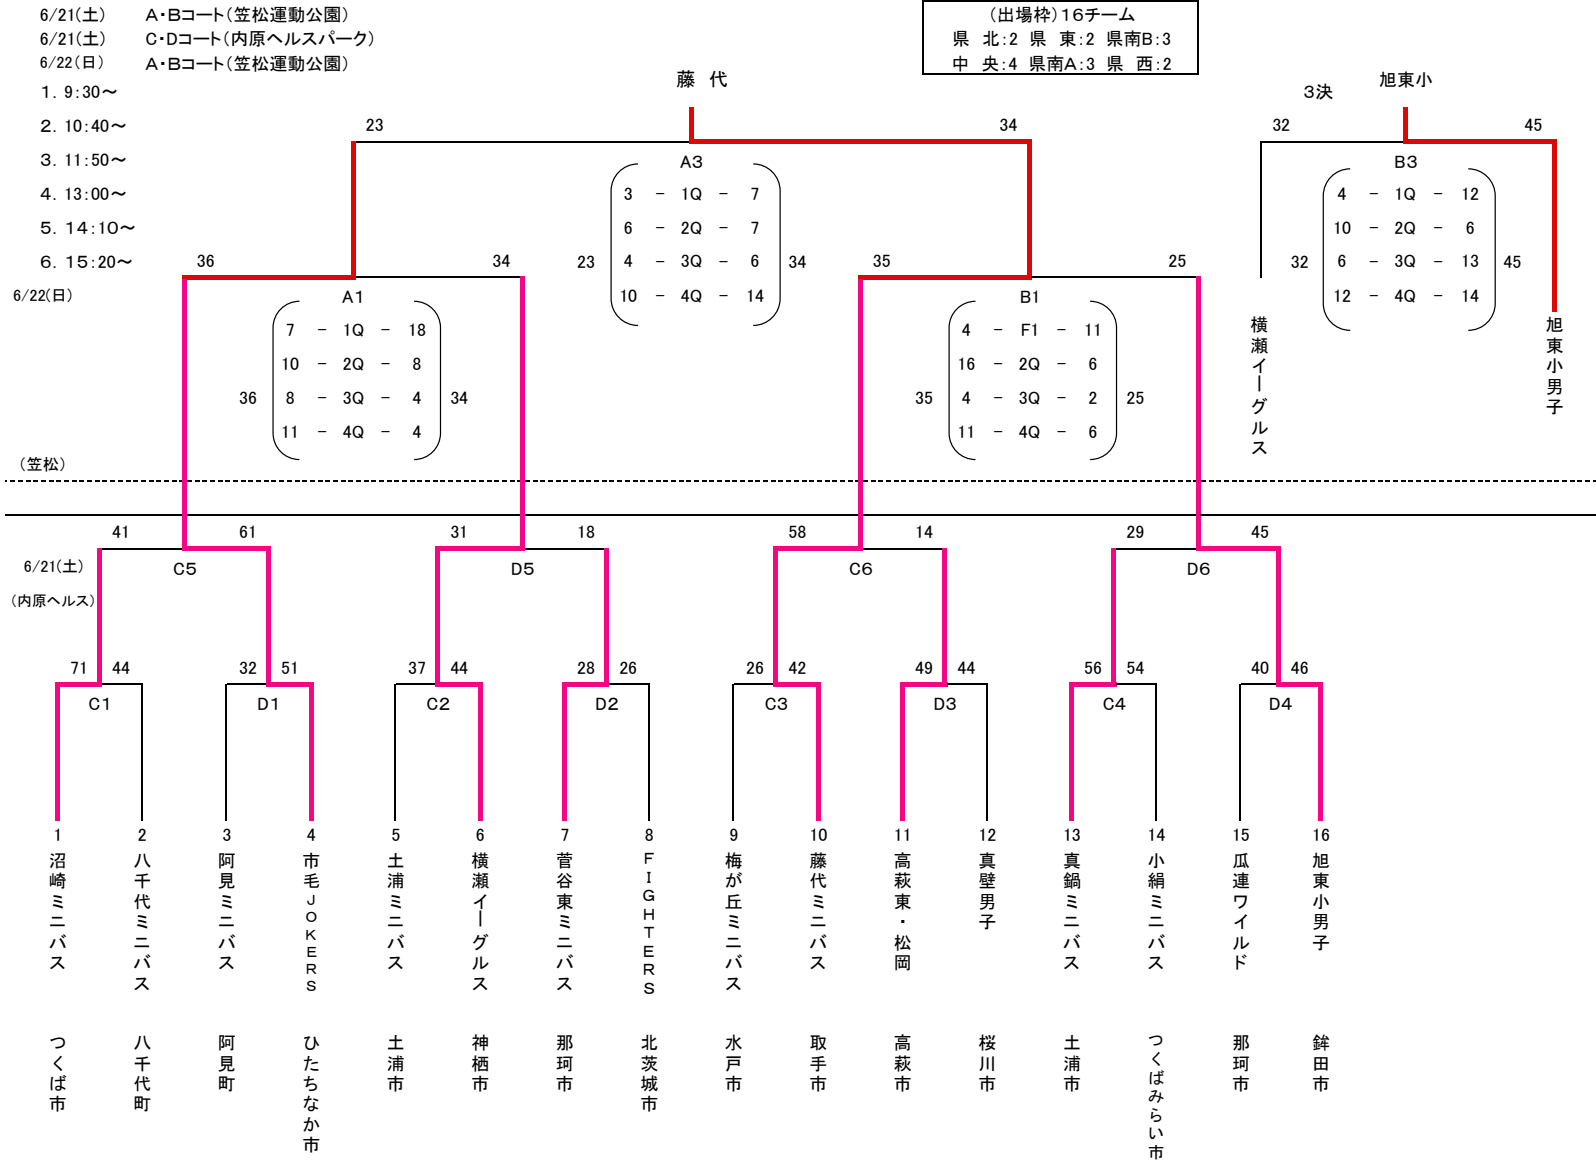 6/21(土) A・Bコート(笠松運動公園)
6/21(土) C・Dコート(内原ヘルスパーク)
6/22(日) A・Bコート(笠松運動公園)
(出場枠)16チーム
県 北:2 県 東:2 県南B:3
中 央:4 県南A:3 県 西:2
1. 9:30～
2. 10:40～
3. 11:50～
4. 13:00～
5. 14:10～
6. 15:20～
6/22(日)
藤 代
23 34
A3
3 - 1Q - 7
6 - 2Q - 7
23 4 - 3Q - 6 34
10 - 4Q - 14
3決
旭東小
32 45
B3
4 - 1Q - 12
10 - 2Q - 6
32 6 - 3Q - 13 45
12 - 4Q - 14
横瀬イーグルス
旭東小男子
36 34
A1
7 - 1Q - 18
10 - 2Q - 8
36 8 - 3Q - 4 34
11 - 4Q - 4
35 25
B1
4 - F1 - 11
16 - 2Q - 6
35 4 - 3Q - 2 25
11 - 4Q - 6
(笠松)
41 61 31 18 58 14 29 45
6/21(土)
C5 D5 C6 D6
(内原ヘルス)
71 44 32 51 37 44 28 26 26 42 49 44 56 54 40 46
C1 D1 C2 D2 C3 D3 C4 D4
1 2 3 4 5 6 7 8 9 10 11 12 13 14 15 16
沼崎ミニバス
八千代ミニバス
阿見ミニバス
市毛JOKERS
土浦ミニバス
横瀬イーグルス
菅谷東ミニバス
FIGHTERS
梅が丘ミニバス
藤代ミニバス
高萩東・松岡
真壁男子
真鍋ミニバス
小絹ミニバス
瓜連ワイルド
旭東小男子
つくば市
八千代町
阿見町
ひたちなか市
土浦市
神栖市
那珂市
北茨城市
水戸市
取手市
高萩市
桜川市
土浦市
つくばみらい市
那珂市
鉾田市